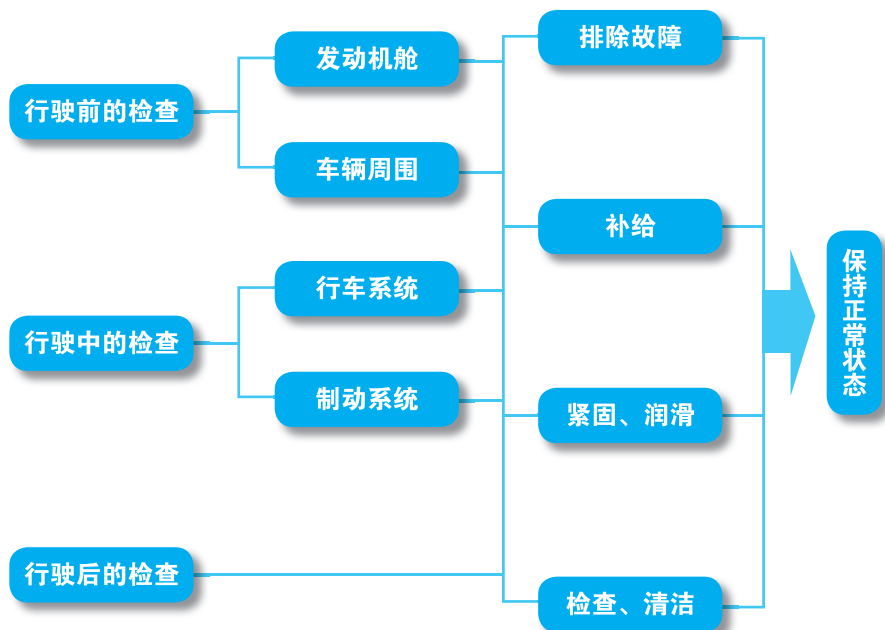 行驶前的检查
发动机舱
车辆周围
行驶中的检查
行车系统
制动系统
行驶后的检查
排除故障
补给
紧固、润滑
检查、清洁
保持正常状态